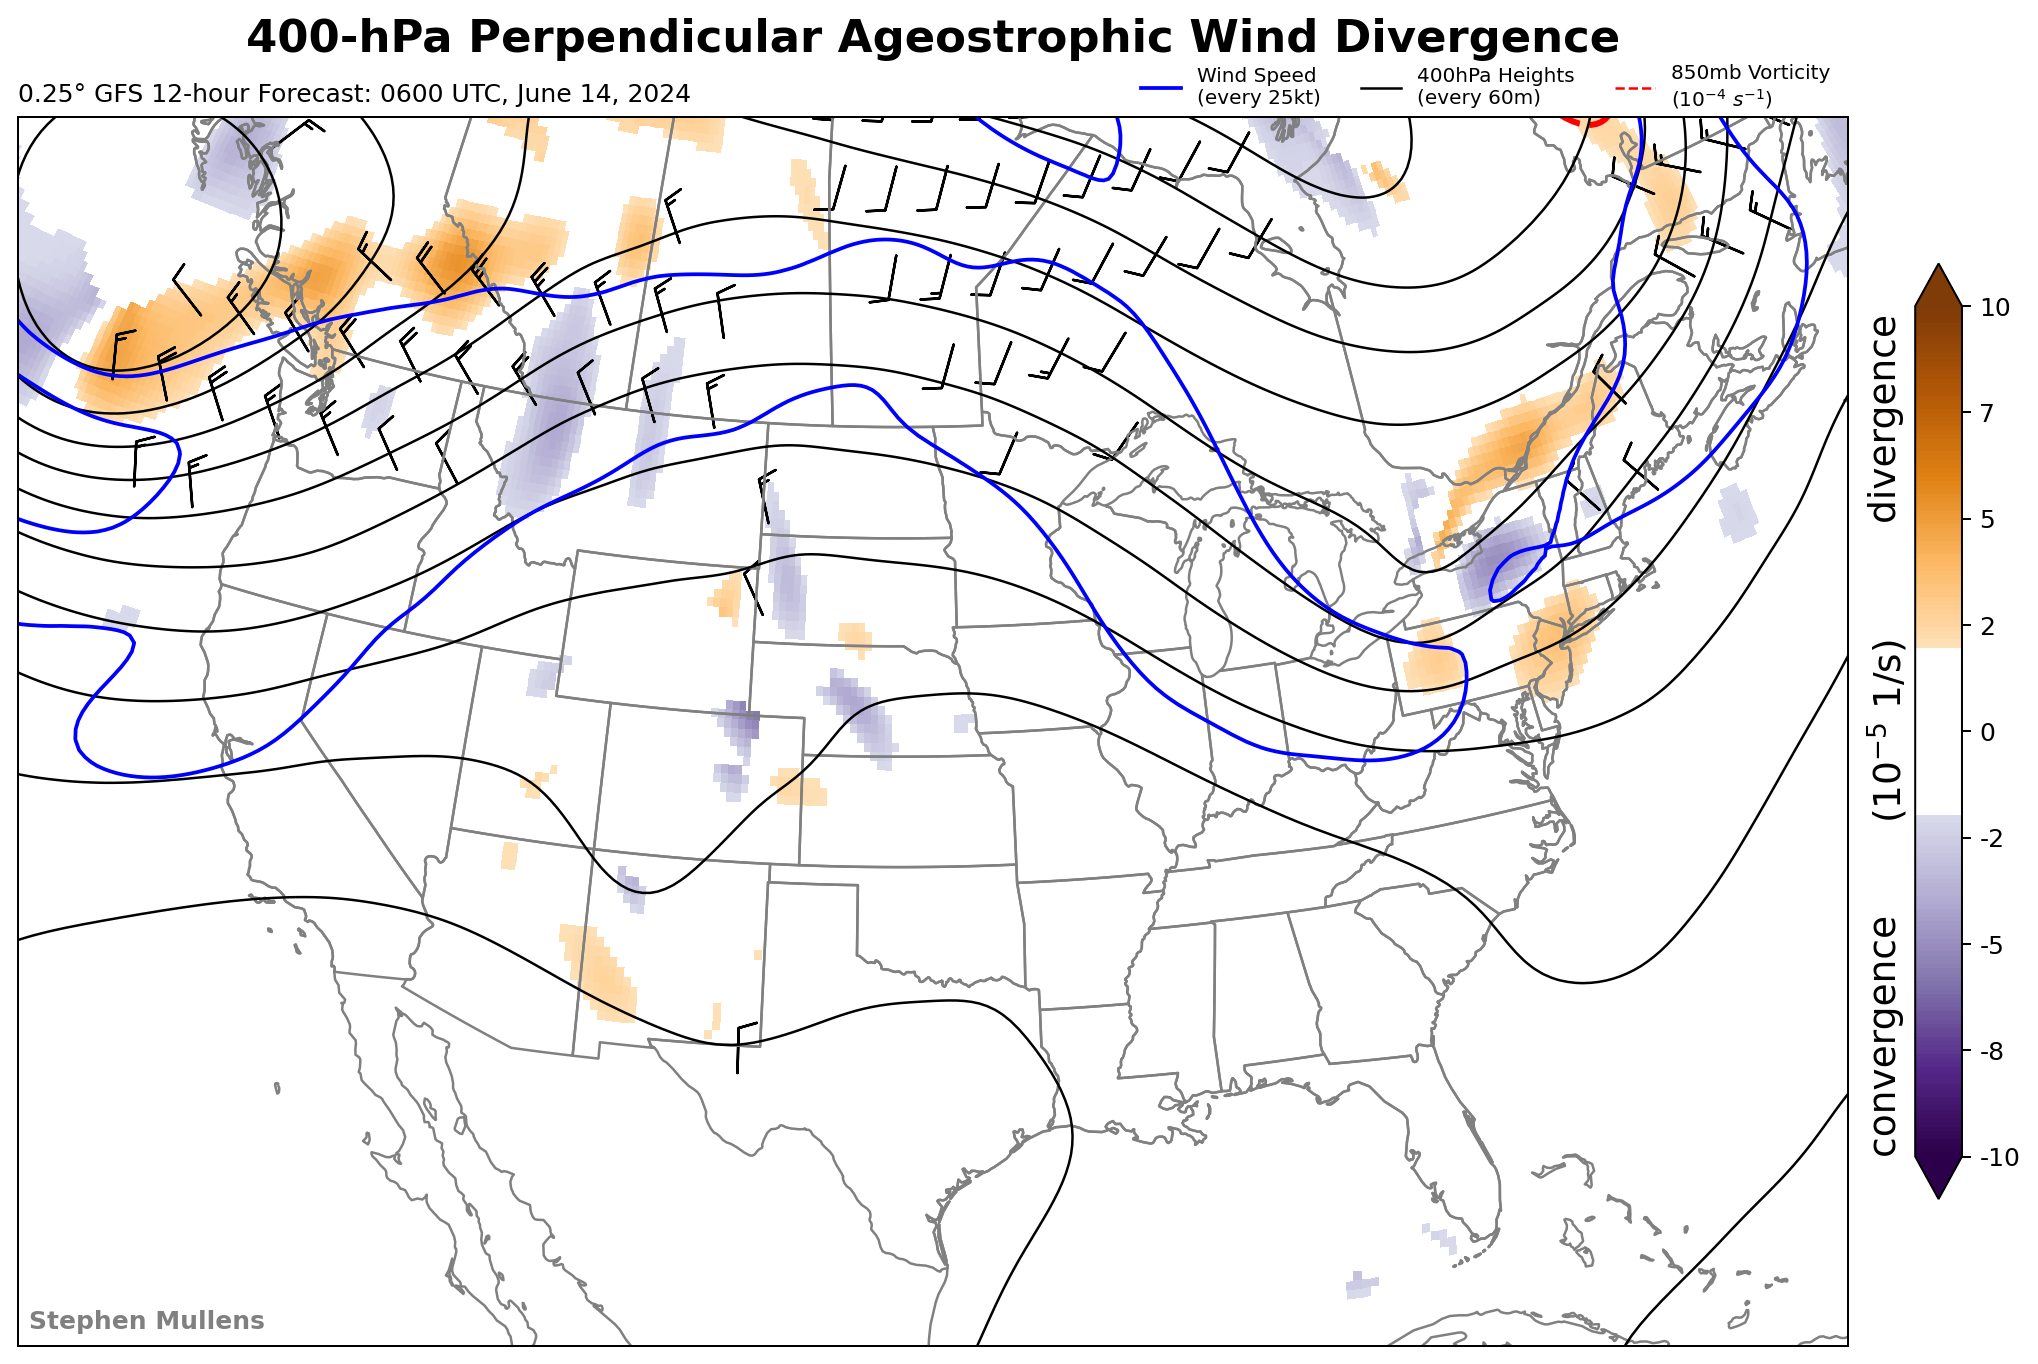 400-hPa Perpendicular Ageostrophic Wind Divergence
0.25° GFS 12-hour Forecast: 0600 UTC, June 14, 2024
Wind Speed
(every 25kt)
400hPa Heights
(every 60m)
850mb Vorticity
(10⁻⁴ s⁻¹)
10
7
5
2
0
-2
-5
-8
-10
convergence (10⁻⁵ 1/s) divergence
Stephen Mullens